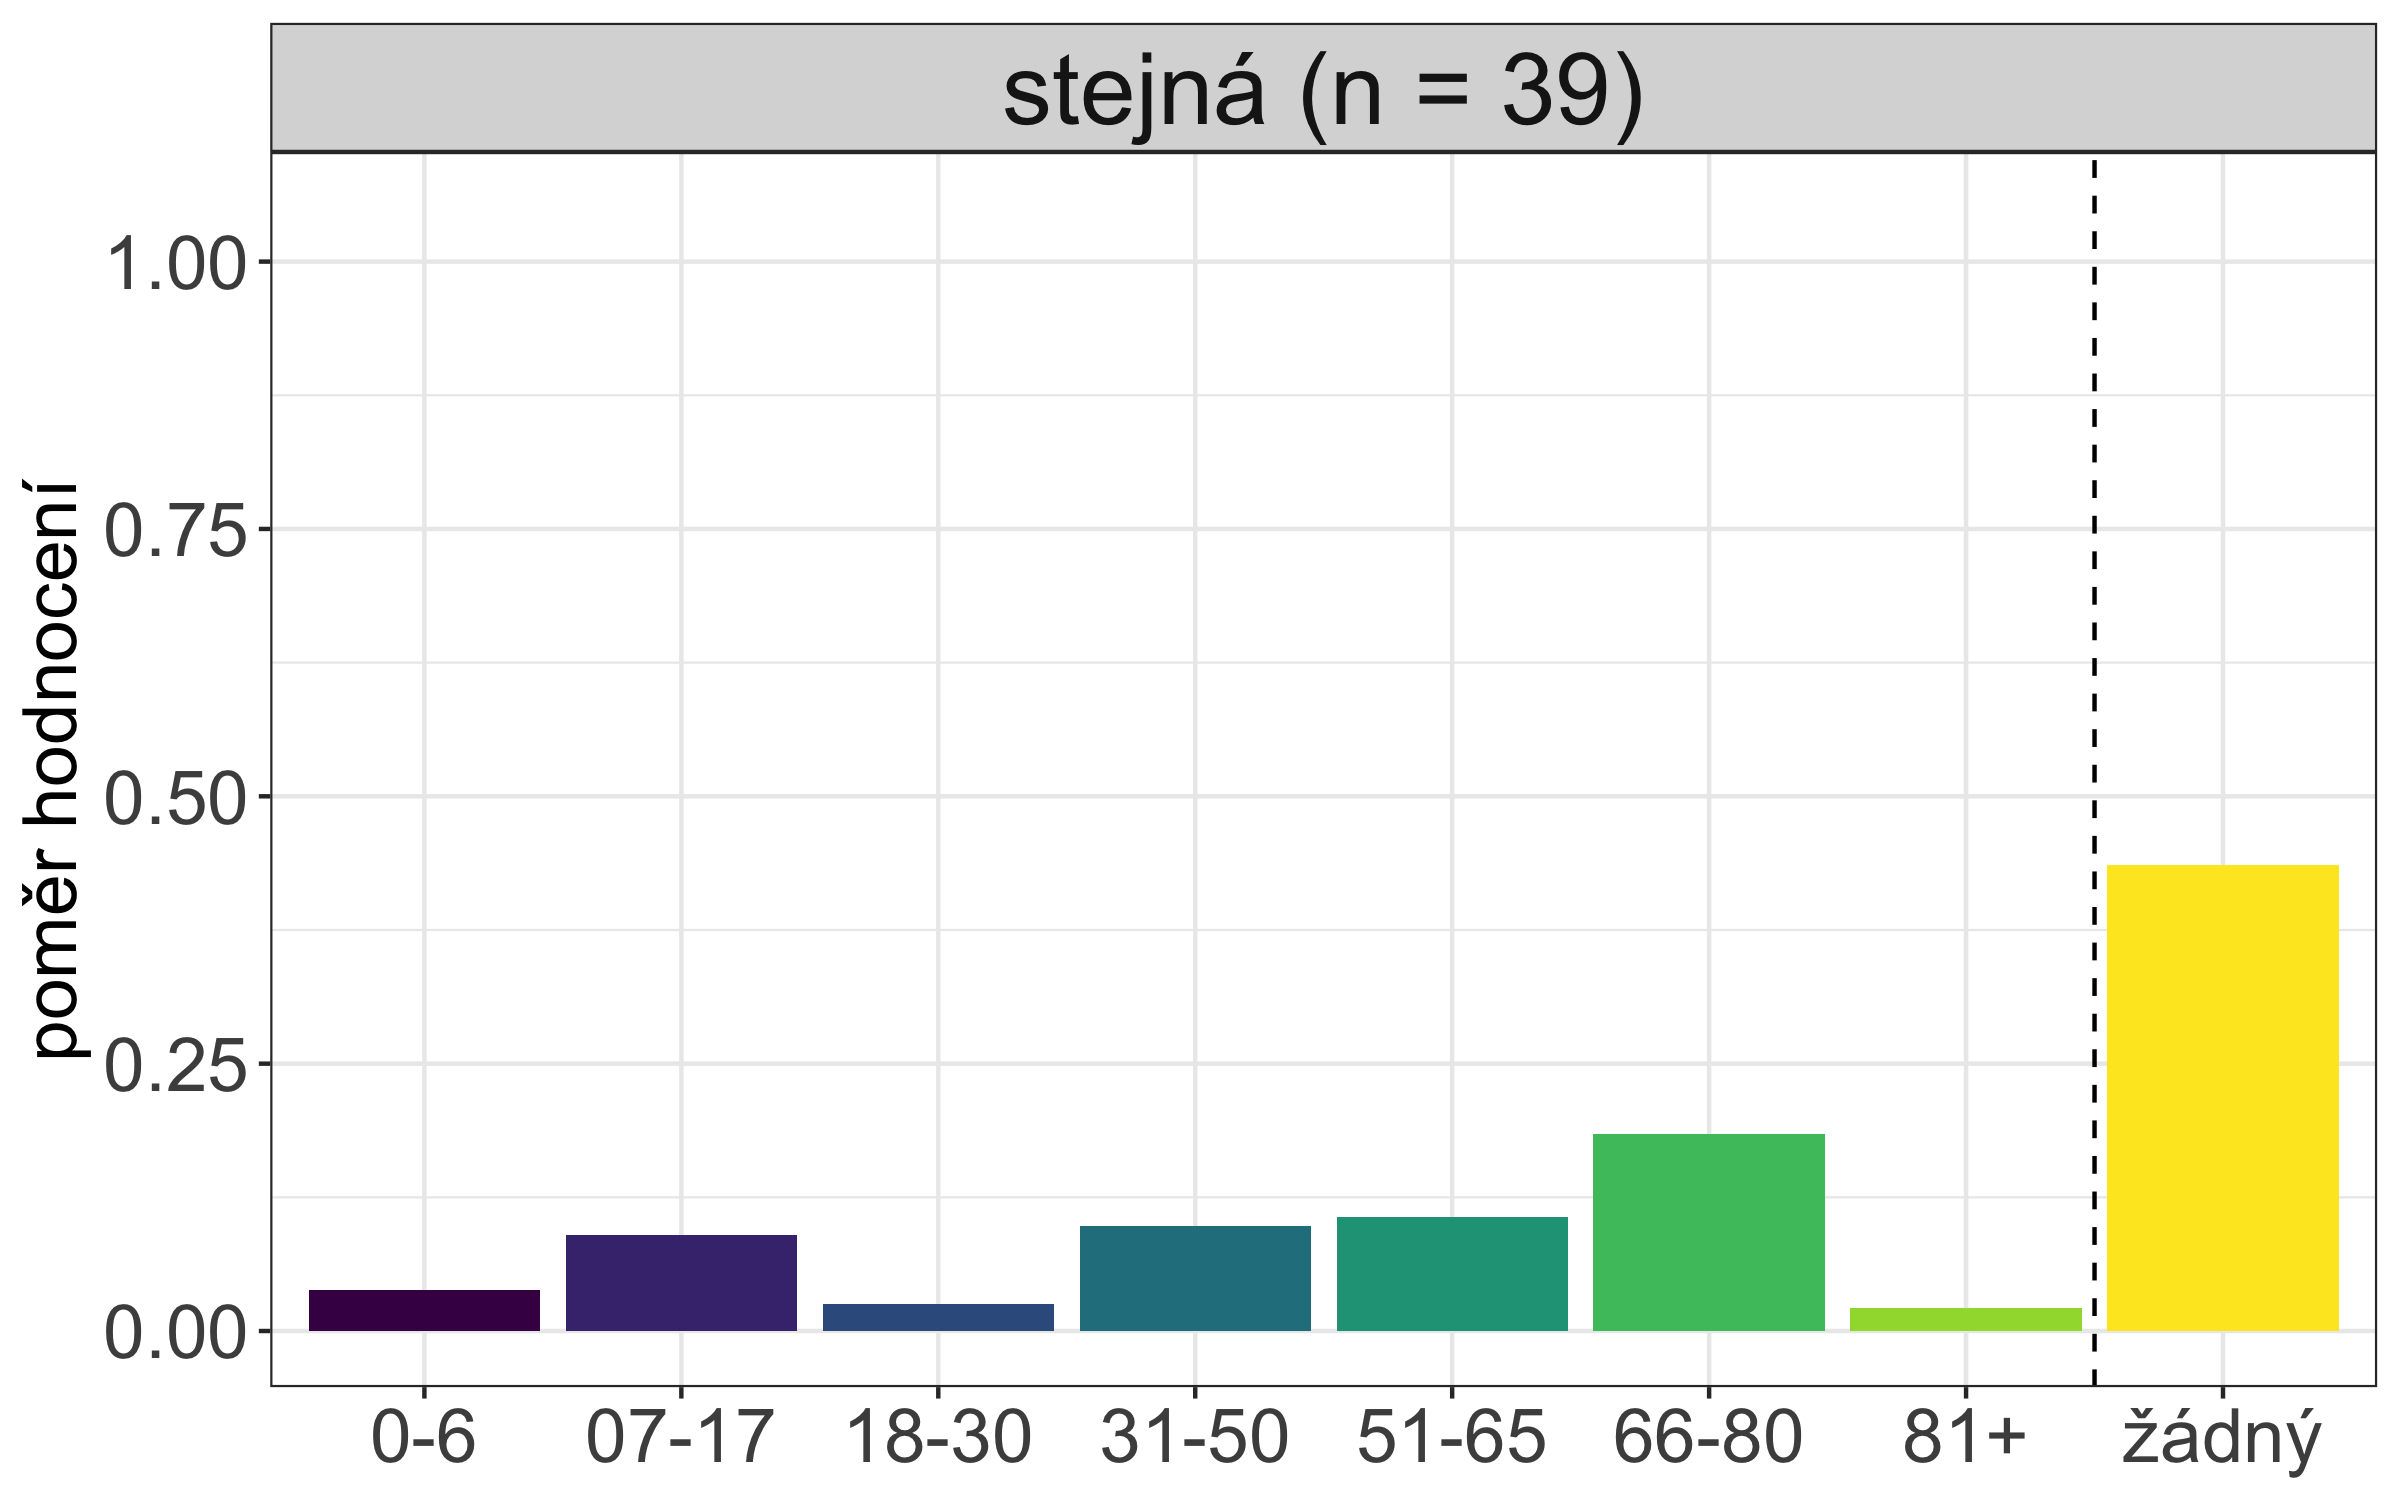 stejná (n = 39)
poměr hodnocení
1.00
0.75
0.50
0.25
0.00
0-6 07-17 18-30 31-50 51-65 66-80 81+ žádný